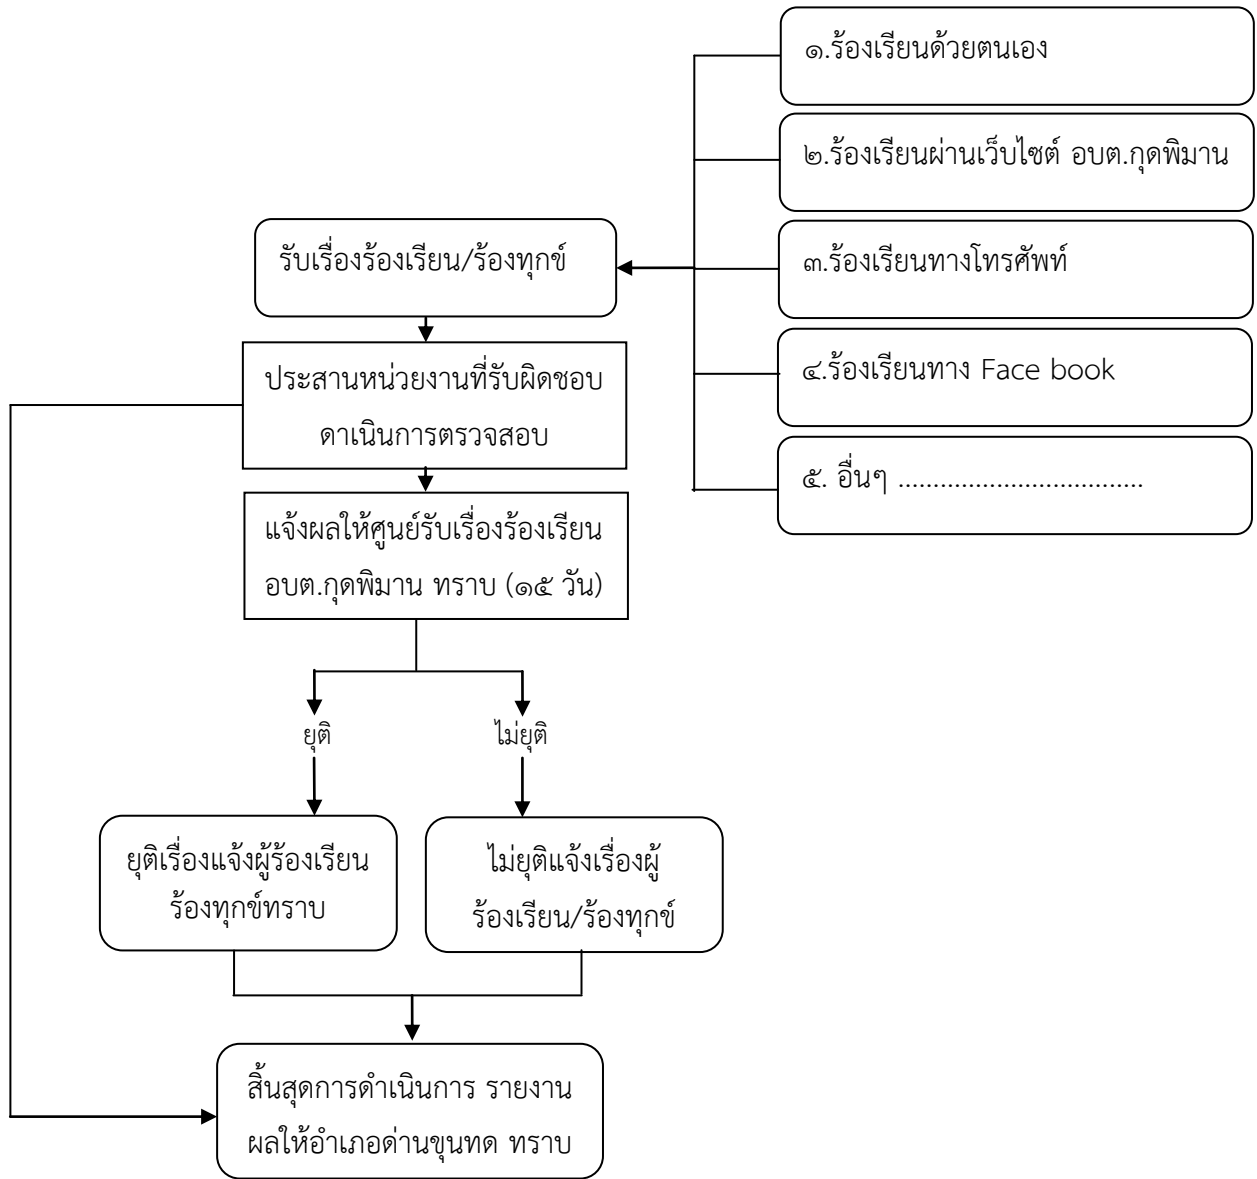 ๑.ร้องเรียนด้วยตนเอง
๒.ร้องเรียนผ่านเว็บไซต์ อบต.กุดพิมาน
รับเรื่องร้องเรียน/ร้องทุกข์
๓.ร้องเรียนทางโทรศัพท์
ประสานหน่วยงานที่รับผิดชอบ
ดาเนินการตรวจสอบ
๔.ร้องเรียนทาง Face book
๕. อื่นๆ ...................................
แจ้งผลให้ศูนย์รับเรื่องร้องเรียน
อบต.กุดพิมาน ทราบ (๑๕ วัน)
ยุติ
ไม่ยุติ
ยุติเรื่องแจ้งผู้ร้องเรียน
ร้องทุกข์ทราบ
ไม่ยุติแจ้งเรื่องผู้
ร้องเรียน/ร้องทุกข์
สิ้นสุดการดำเนินการ รายงาน
ผลให้อำเภอด่านขุนทด ทราบ